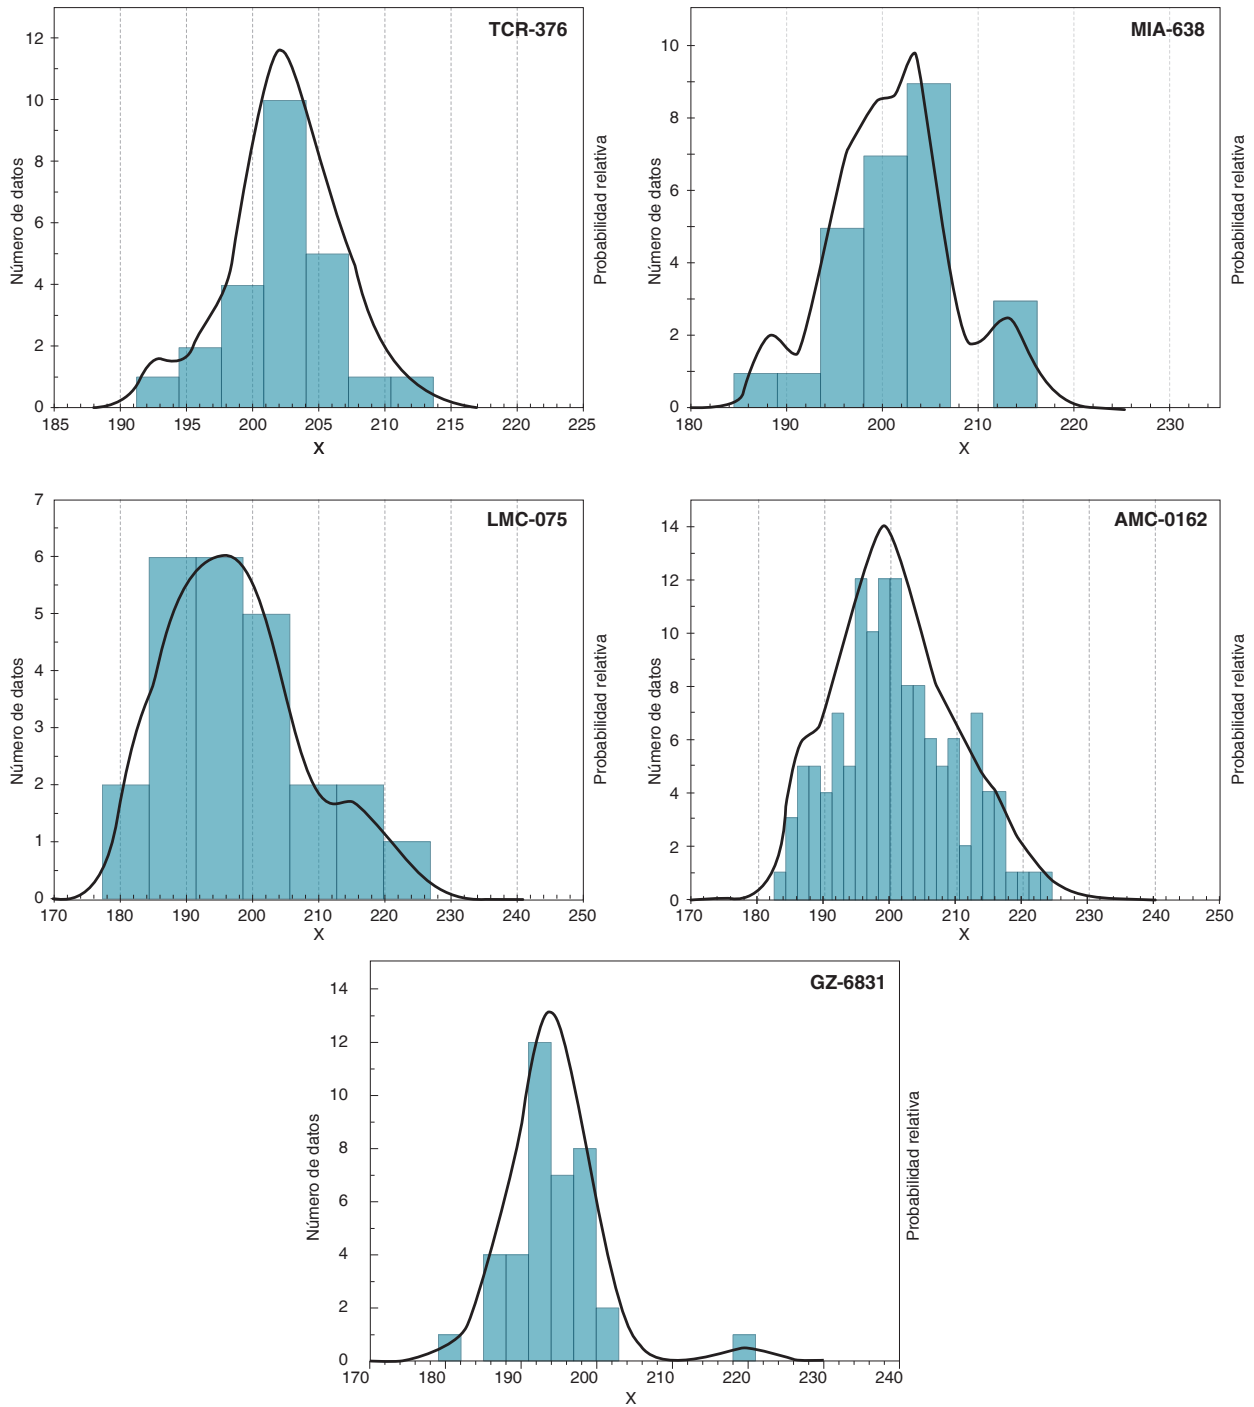 TCR-376
Número de datos
12
10
8
6
4
2
0
185 190 195 200 205 210 215 220 225
X
Probabilidad relativa
MIA-638
Número de datos
10
8
6
4
2
0
180 190 200 210 220 230
X
Probabilidad relativa
LMC-075
Número de datos
7
6
5
4
3
2
1
0
170 180 190 200 210 220 230 240 250
X
Probabilidad relativa
AMC-0162
Número de datos
14
12
10
8
6
4
2
0
170 180 190 200 210 220 230 240 250
X
Probabilidad relativa
GZ-6831
Número de datos
14
12
10
8
6
4
2
0
170 180 190 200 210 220 230 240
X
Probabilidad relativa